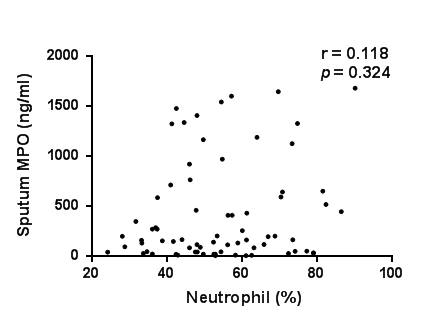 r = 0.118
p = 0.324
2000
1500
1000
500
0
Sputum MPO (ng/ml)
20
40
60
80
100
Neutrophil (%)